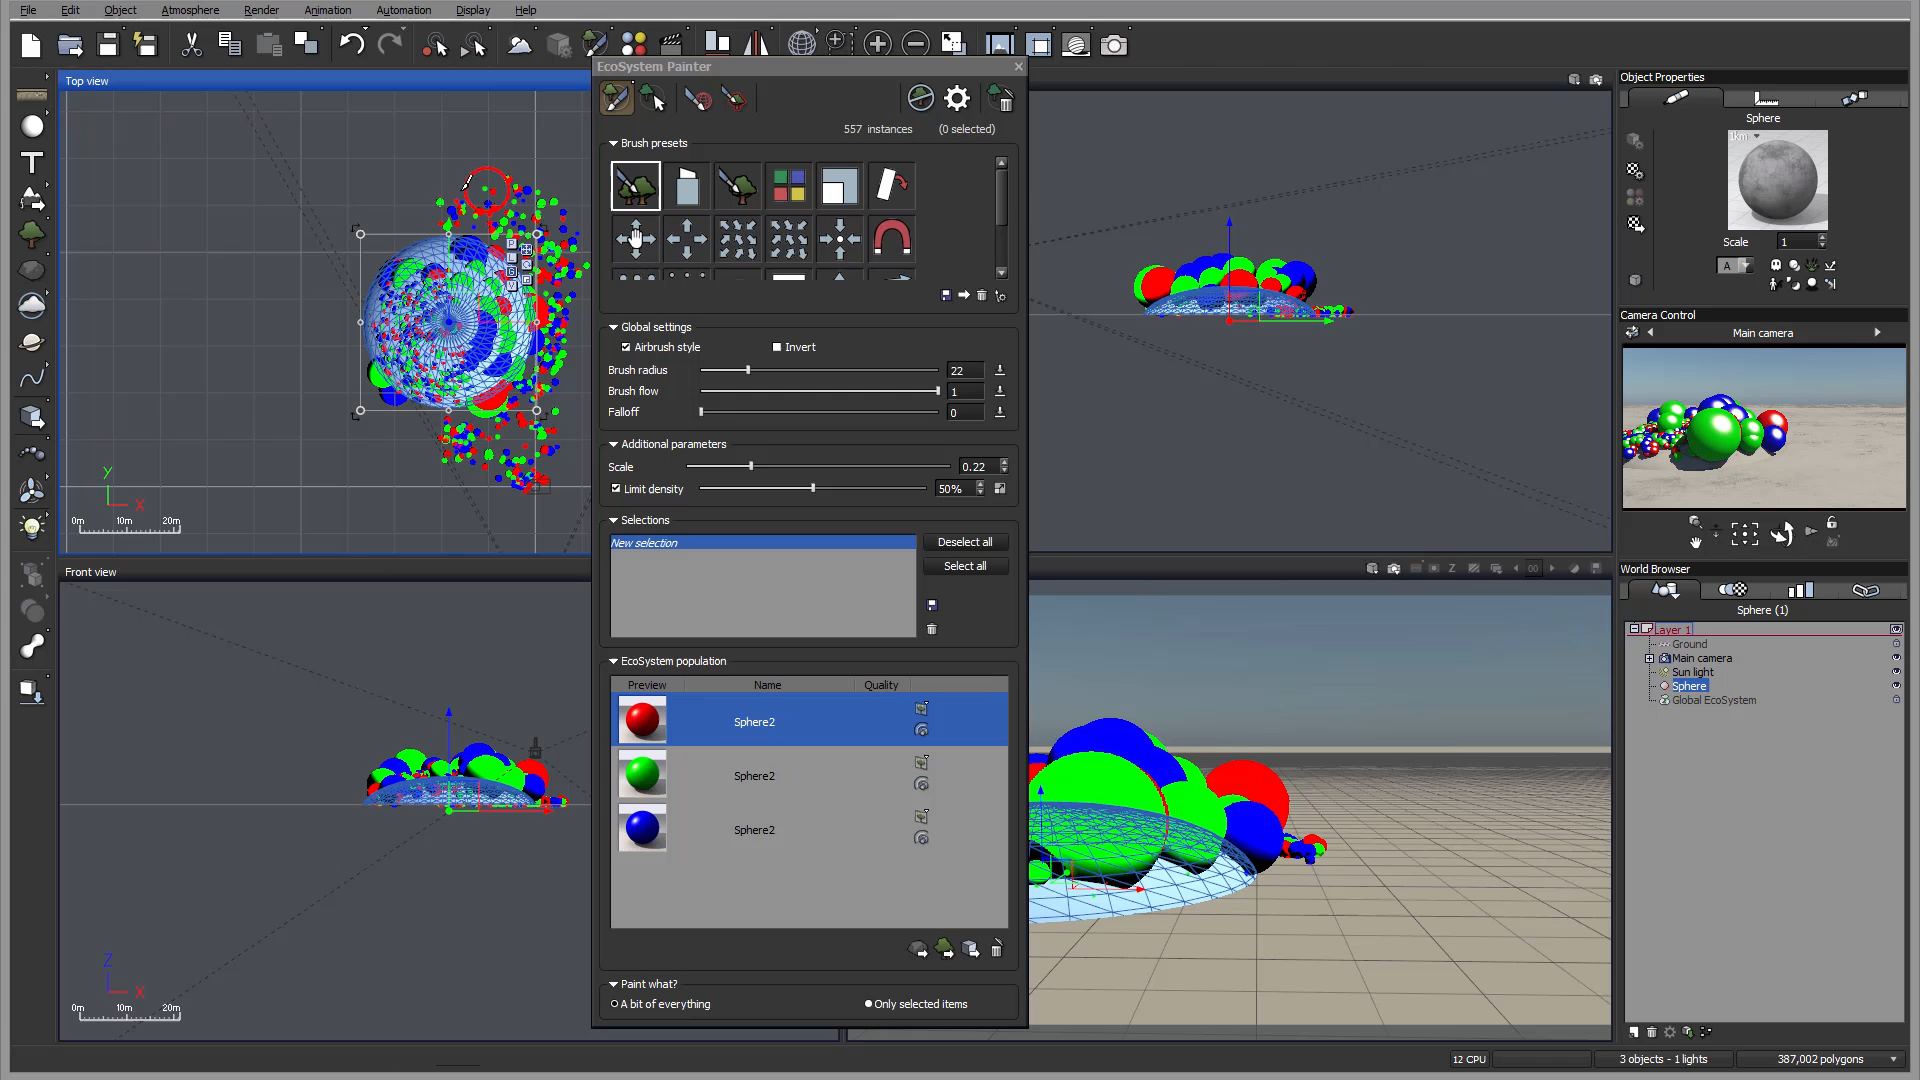 File Edit Object Atmosphere Render Animation Automation Display Help
EcoSystem Painter
Top view
557 instances (0 selected)
Brush presets
Global settings
Airbrush style Invert
Brush radius 22
Brush flow 1
Falloff 0
Additional parameters
Scale 0.22
Limit density 50%
Selections
New selection
Deselect all
Select all
EcoSystem population
Preview Name Quality
Sphere2
Sphere2
Sphere2
Paint what?
A bit of everything Only selected items
P
L
G
V
Y
X
0m 10m 20m
Front view
Z
X
0m 10m 20m
Z
00
Object Properties
Sphere
1km
Scale 1
A
Camera Control
Main camera
World Browser
Sphere (1)
Layer 1
Ground
Main camera
Sun light
Sphere
Global EcoSystem
12 CPU 3 objects - 1 lights 387,002 polygons